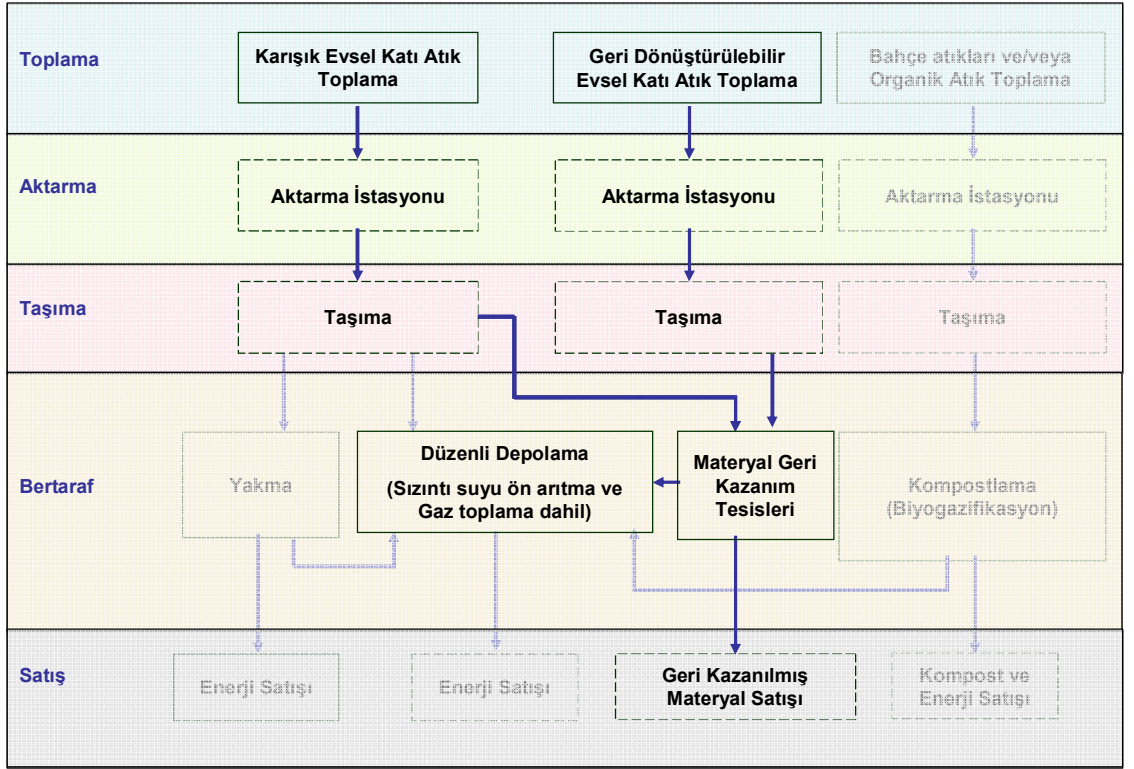 Toplama
Karışık Evsel Katı Atık
Toplama
Geri Dönüştürülebilir
Evsel Katı Atık Toplama
Bahçe atıkları ve/veya
Organik Atık Toplama
Aktarma
Aktarma İstasyonu
Aktarma İstasyonu
Aktarma İstasyonu
Taşıma
Taşıma
Taşıma
Taşıma
Bertaraf
Yakma
Düzenli Depolama
(Sızıntı suyu ön arıtma ve
Gaz toplama dahil)
Materyal Geri
Kazanım
Tesisleri
Kompostlama
(Biyogazifikasyon)
Satış
Enerji Satışı
Enerji Satışı
Geri Kazanılmış
Materyal Satışı
Kompost ve
Enerji Satışı